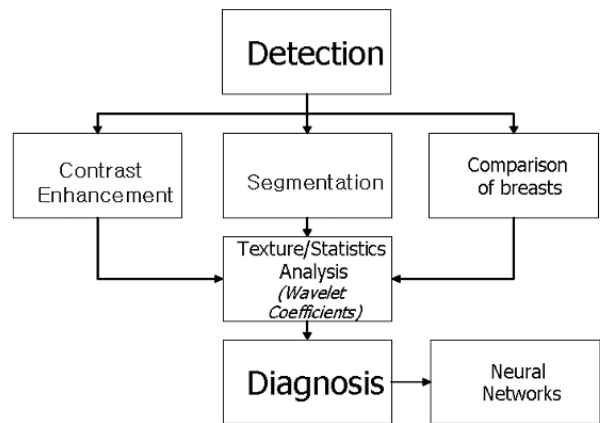 Detection
Contrast
Enhancement
Segmentation
Comparison
of breasts
Texture/Statistics
Analysis
(Wavelet
Coefficients)
Diagnosis
Neural
Networks